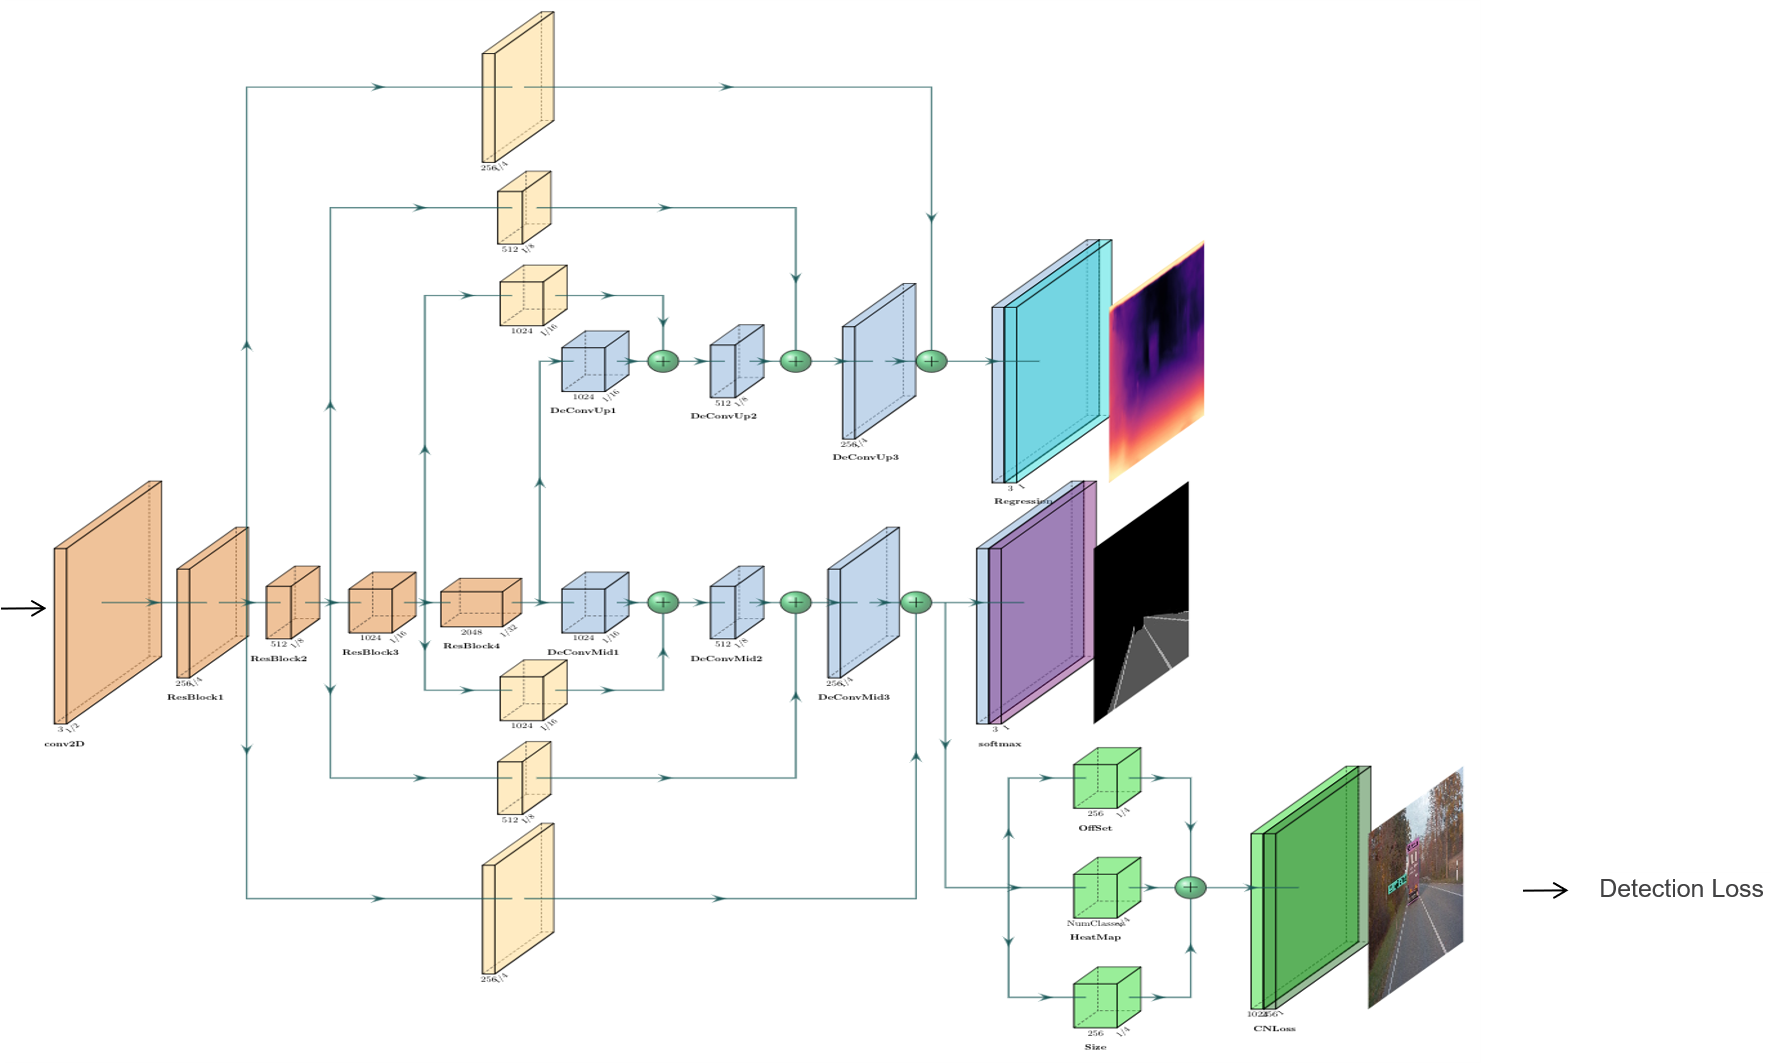 256 1/4
512 1/8
1024 1/16
1024 1/16
DeConvUp1
512 1/8
DeConvUp2
256 1/4
DeConvUp3
3 1
Regression
3 1/2
conv2D
256 1/4
ResBlock1
512 1/8
ResBlock2
1024 1/16
ResBlock3
2048 1/32
ResBlock4
1024 1/16
DeConvMid1
512 1/8
DeConvMid2
256 1/4
DeConvMid3
3 1
softmax
1024 1/16
512 1/8
256 1/4
256 1/4
OffSet
NumClasses 1/4
HeatMap
256 1/4
Size
1
CNLoss
Detection Loss